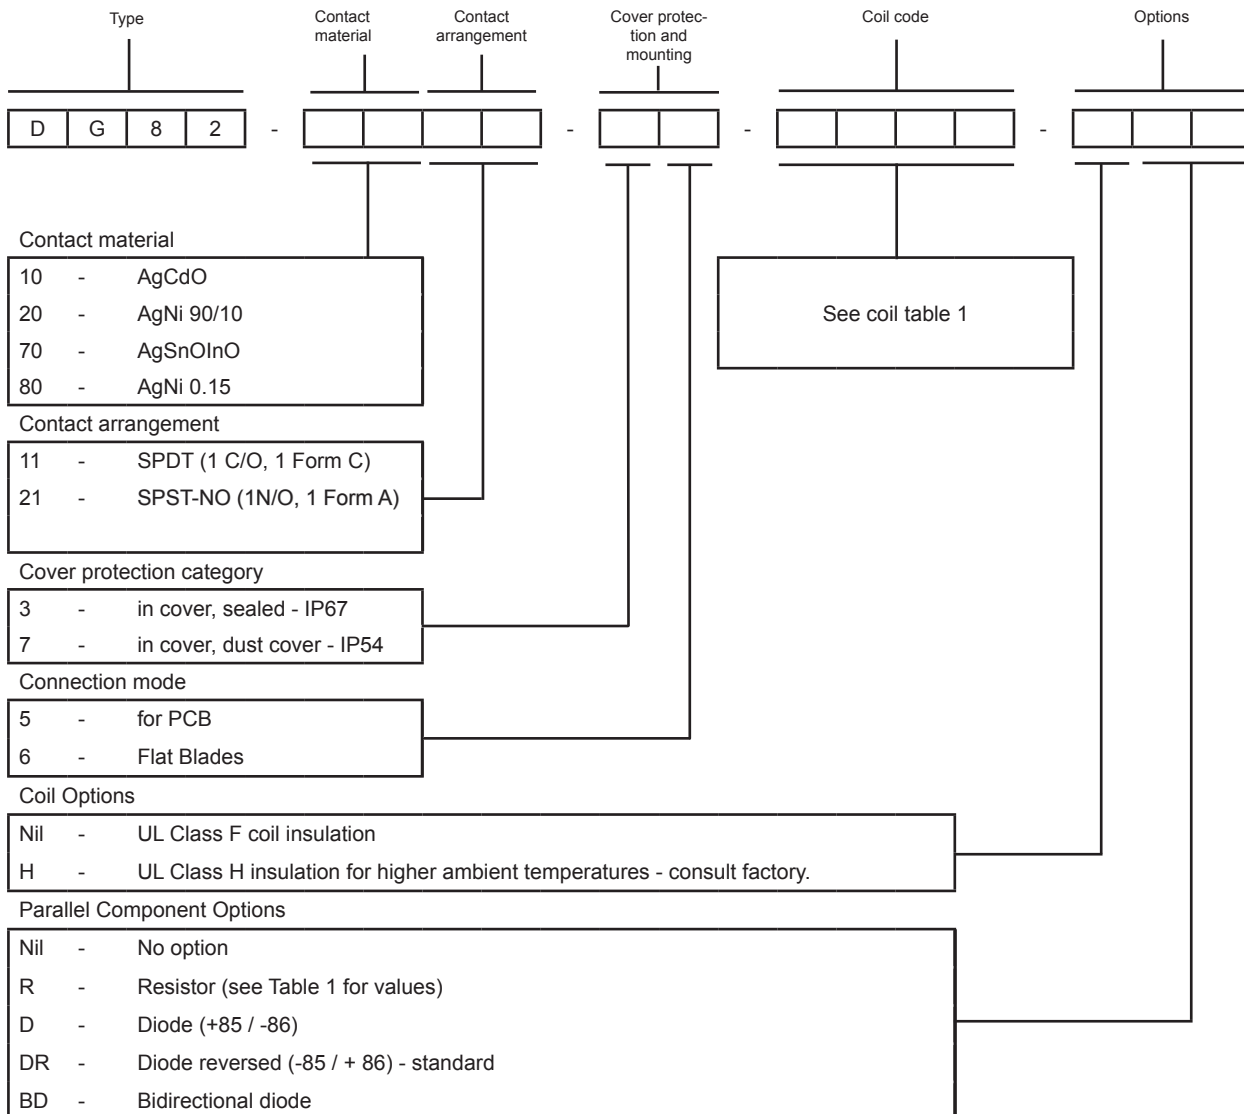 Type
Contact
material
Contact
arrangement
Cover protec-
tion and
mounting
Coil code
Options
D G 8 2 - - - -
Contact material
10 - AgCdO
20 - AgNi 90/10
70 - AgSnOInO
80 - AgNi 0.15
See coil table 1
Contact arrangement
11 - SPDT (1 C/O, 1 Form C)
21 - SPST-NO (1N/O, 1 Form A)
Cover protection category
3 - in cover, sealed - IP67
7 - in cover, dust cover - IP54
Connection mode
5 - for PCB
6 - Flat Blades
Coil Options
Nil - UL Class F coil insulation
H - UL Class H insulation for higher ambient temperatures - consult factory.
Parallel Component Options
Nil - No option
R - Resistor (see Table 1 for values)
D - Diode (+85 / -86)
DR - Diode reversed (-85 / + 86) - standard
BD - Bidirectional diode